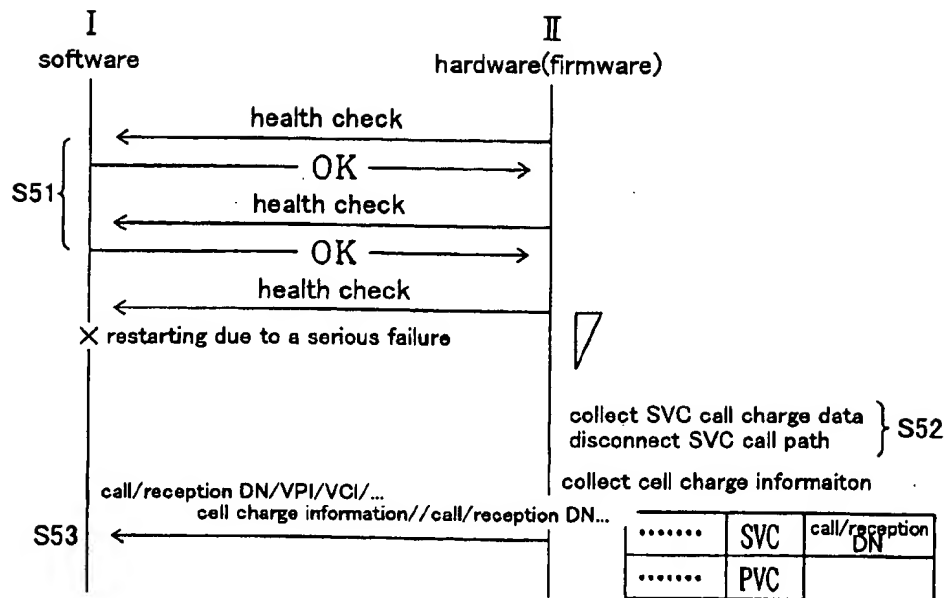 I
II
software
hardware(firmware)
health check
OK
S51
health check
OK
health check
× restarting due to a serious failure
collect SVC call charge data
disconnect SVC call path
S52
collect cell charge informaiton
call/reception DN/VPI/VCI/...
cell charge information//call/reception DN...
S53
....... SVC call/reception DN
....... PVC